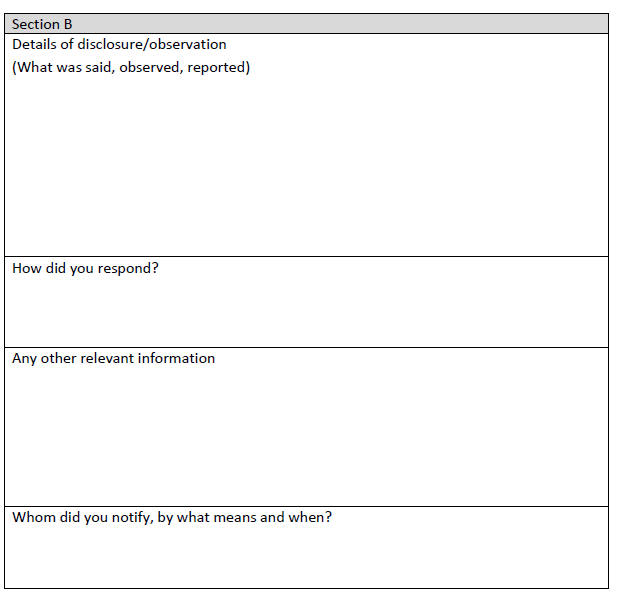 Section B
Details of disclosure/observation
(What was said, observed, reported)
How did you respond?
Any other relevant information
Whom did you notify, by what means and when?